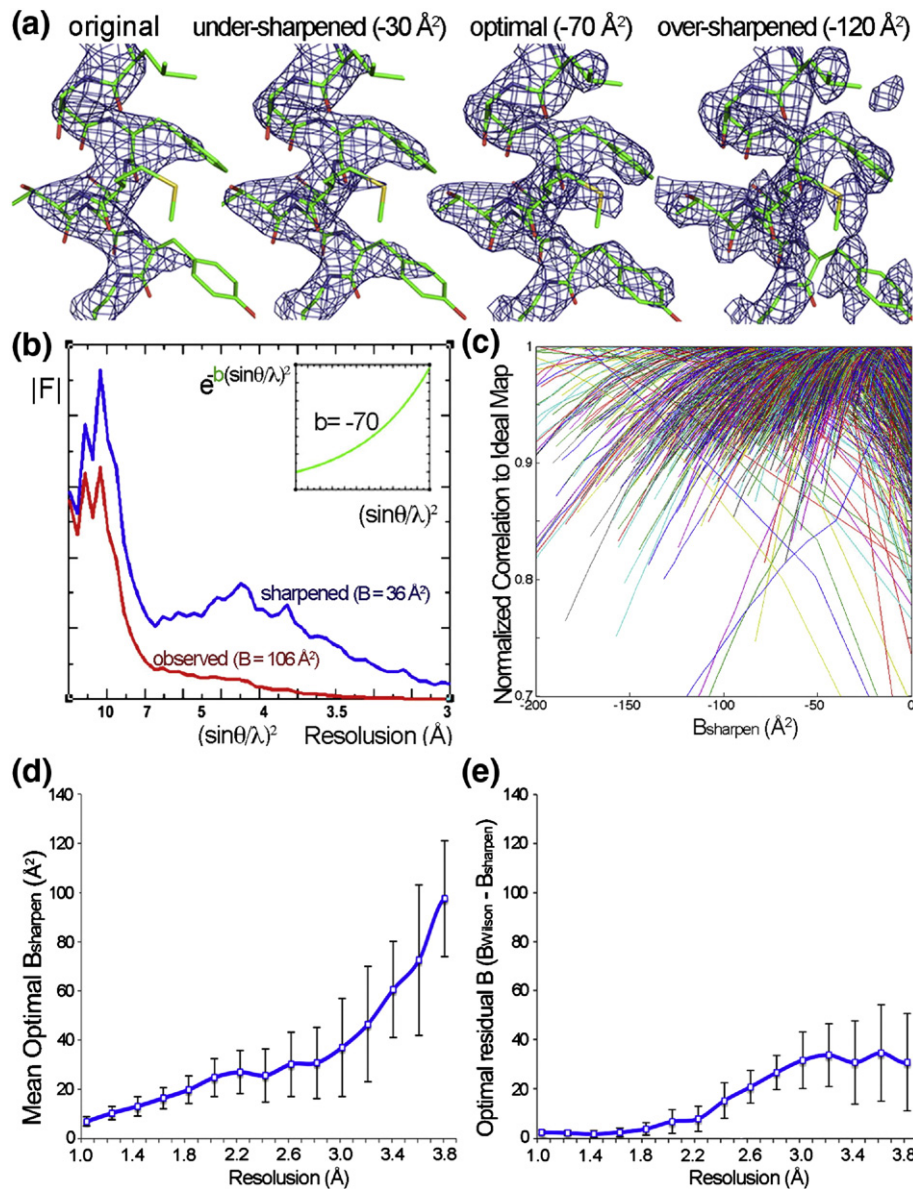 (a) original under-sharpened (-30 Å²) optimal (-70 Å²) over-sharpened (-120 Å²)
(b)
|F|
e-b(sinθ/λ)²
b= -70
(sinθ/λ)²
sharpened (B = 36 Å²)
observed (B = 106 Å²)
10 7 5 4 3.5 3
(sinθ/λ)² Resolusion (Å)
(c)
Normalized Correlation to Ideal Map
1
0.9
0.8
0.7
-200 -150 -100 -50 0
Bsharpen (Å²)
(d)
Mean Optimal Bsharpen (Å²)
140
120
100
80
60
40
20
0
1.0 1.4 1.8 2.2 2.6 3.0 3.4 3.8
Resolusion (Å)
(e)
Optimal residual B (BWilson - Bsharpen)
140
120
100
80
60
40
20
0
1.0 1.4 1.8 2.2 2.6 3.0 3.4 3.8
Resolusion (Å)